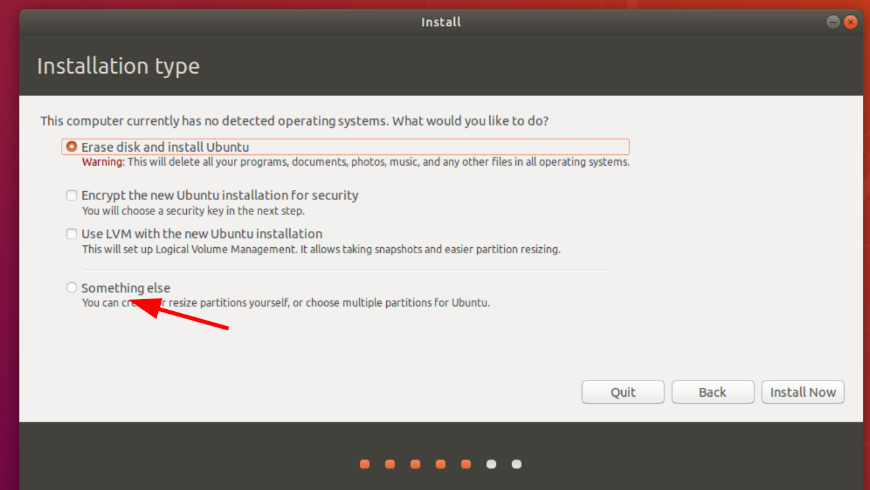 Install
Installation type
This computer currently has no detected operating systems. What would you like to do?
Erase disk and install Ubuntu
Warning: This will delete all your programs, documents, photos, music, and any other files in all operating systems.
Encrypt the new Ubuntu installation for security
You will choose a security key in the next step.
Use LVM with the new Ubuntu installation
This will set up Logical Volume Management. It allows taking snapshots and easier partition resizing.
Something else
You can resize partitions yourself, or choose multiple partitions for Ubuntu.
Quit
Back
Install Now